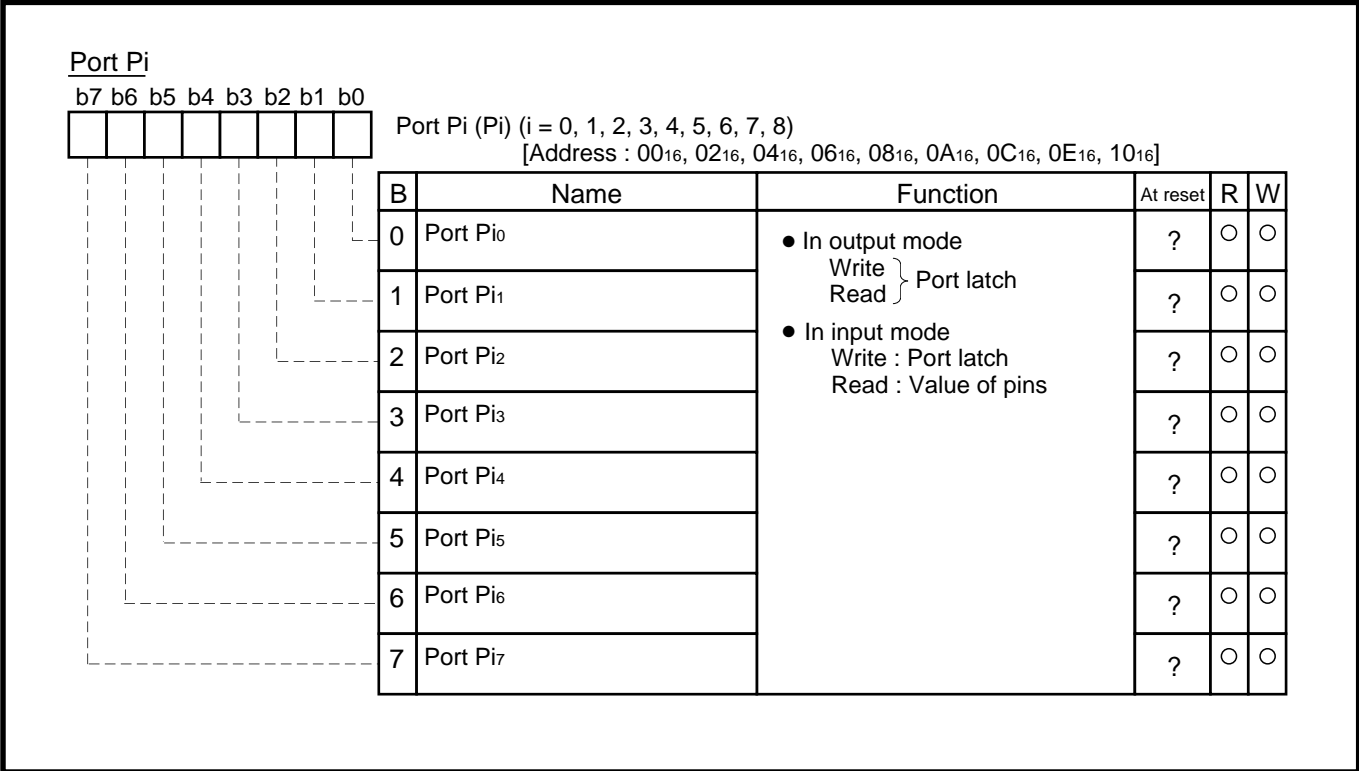 Port Pi
b7 b6 b5 b4 b3 b2 b1 b0
Port Pi (Pi) (i = 0, 1, 2, 3, 4, 5, 6, 7, 8)
[Address : 0016, 0216, 0416, 0616, 0816, 0A16, 0C16, 0E16, 1016]
B Name Function At reset R W
0 Port Pi0 ? ○ ○
● In output mode
Write
Read } Port latch
1 Port Pi1 ? ○ ○
● In input mode
Write : Port latch
Read : Value of pins
2 Port Pi2 ? ○ ○
3 Port Pi3 ? ○ ○
4 Port Pi4 ? ○ ○
5 Port Pi5 ? ○ ○
6 Port Pi6 ? ○ ○
7 Port Pi7 ? ○ ○